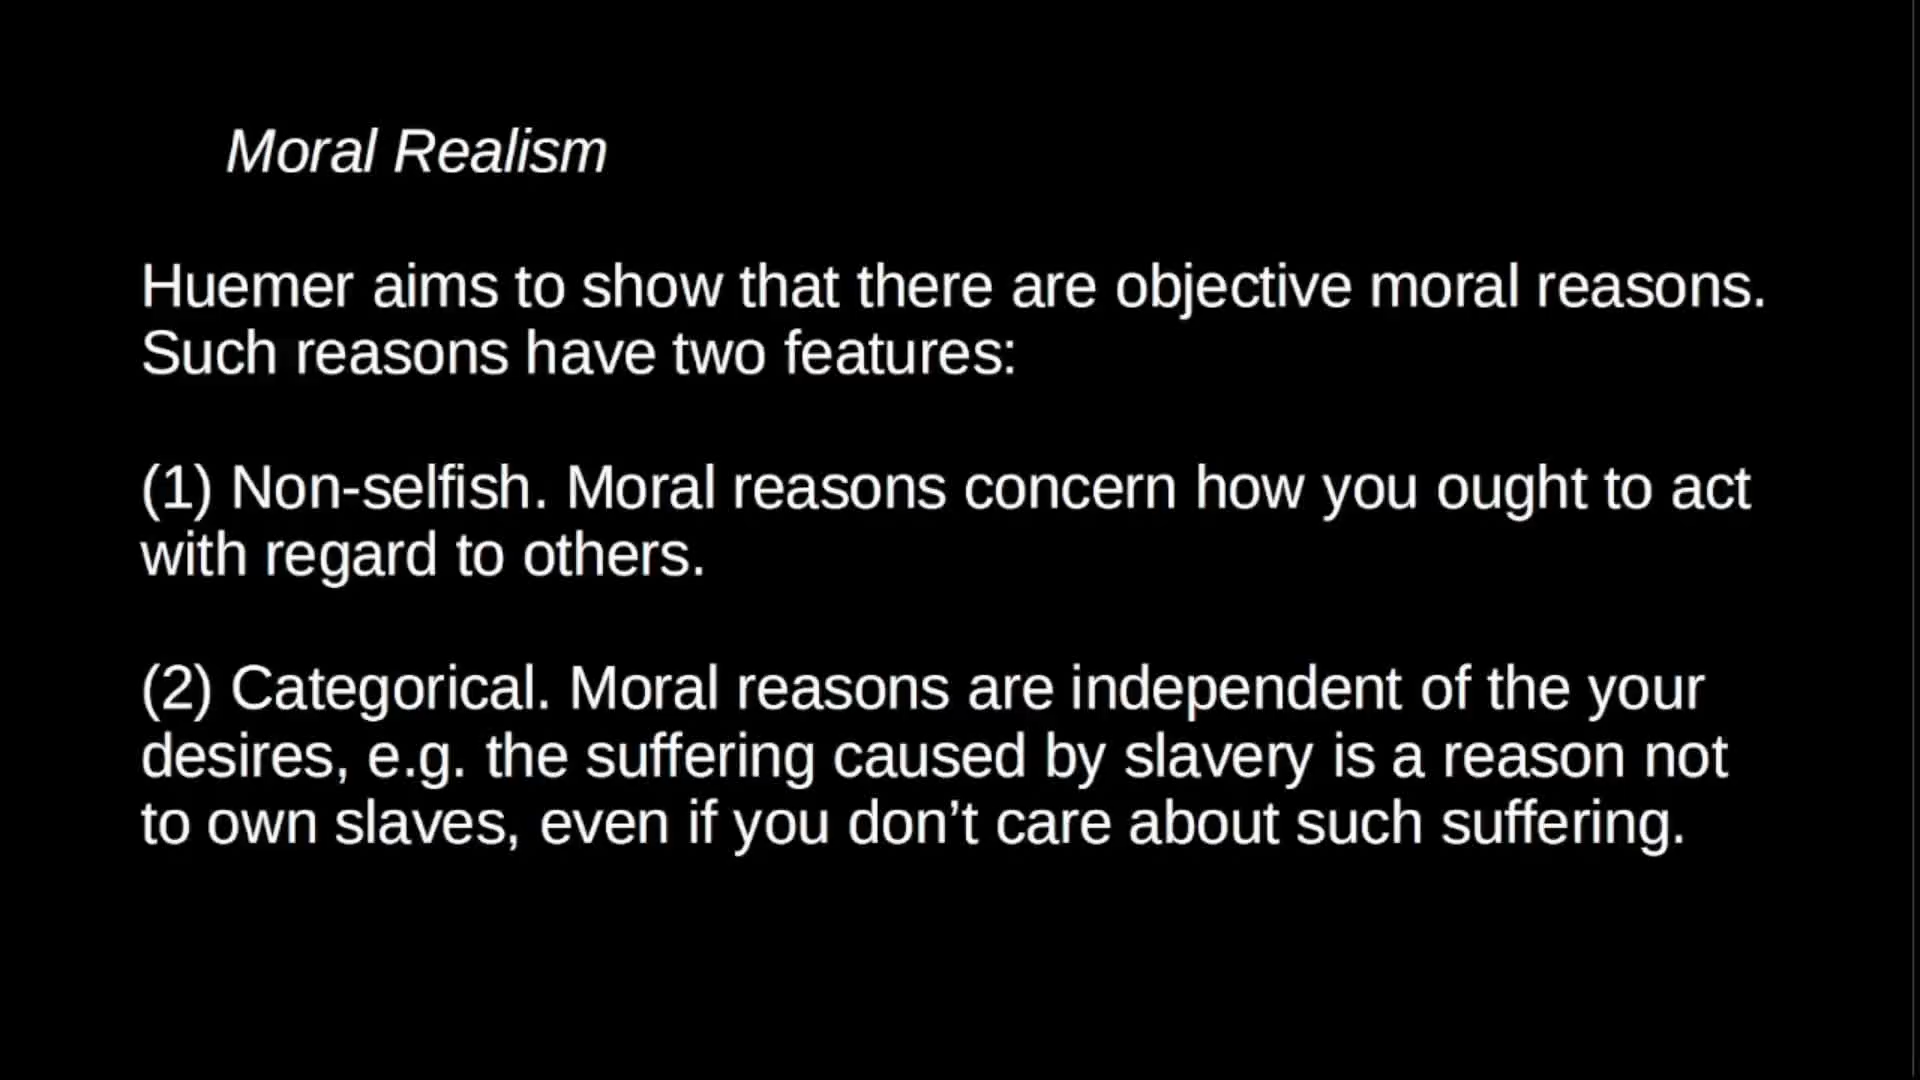 Moral Realism
Huemer aims to show that there are objective moral reasons.
Such reasons have two features:
(1) Non-selfish. Moral reasons concern how you ought to act
with regard to others.
(2) Categorical. Moral reasons are independent of the your
desires, e.g. the suffering caused by slavery is a reason not
to own slaves, even if you don’t care about such suffering.